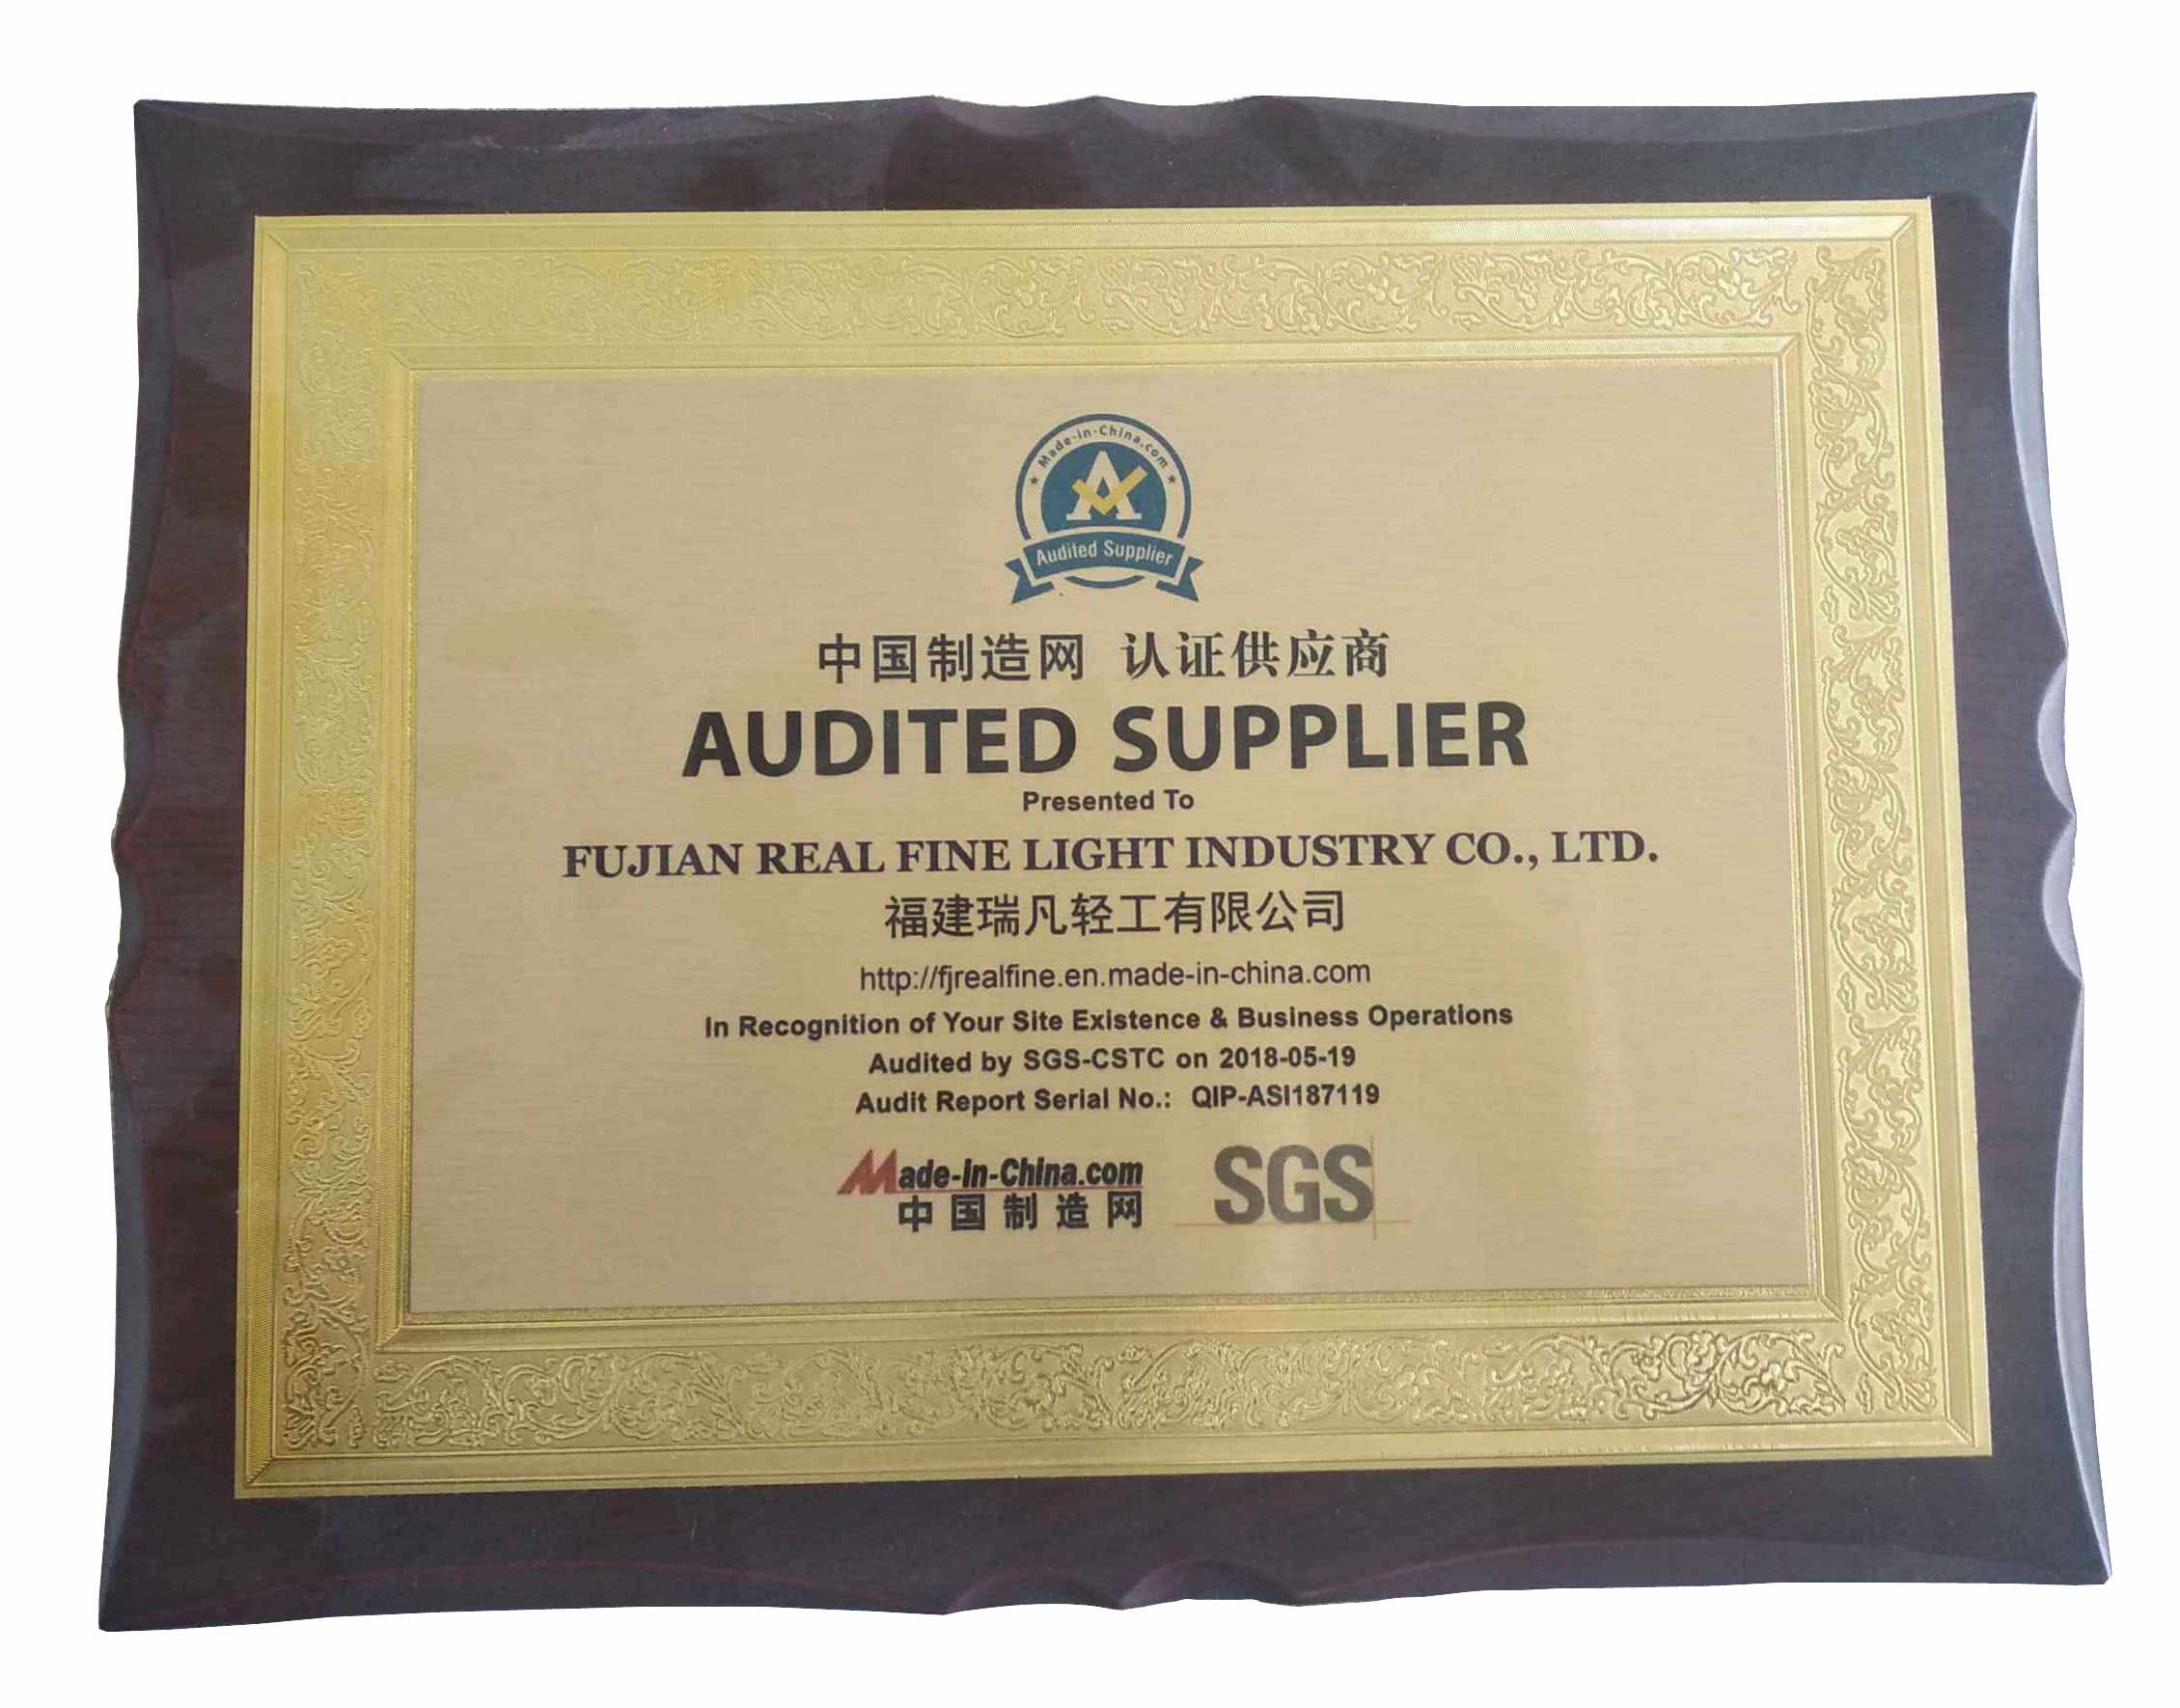 Made-in-China.com
A
Audited Supplier
中国制造网 认证供应商
AUDITED SUPPLIER
Presented To
FUJIAN REAL FINE LIGHT INDUSTRY CO., LTD.
福建瑞凡轻工有限公司
http://fjrealfine.en.made-in-china.com
In Recognition of Your Site Existence & Business Operations
Audited by SGS-CSTC on 2018-05-19
Audit Report Serial No.: QIP-ASI187119
Made-in-China.com
中国制造网
SGS